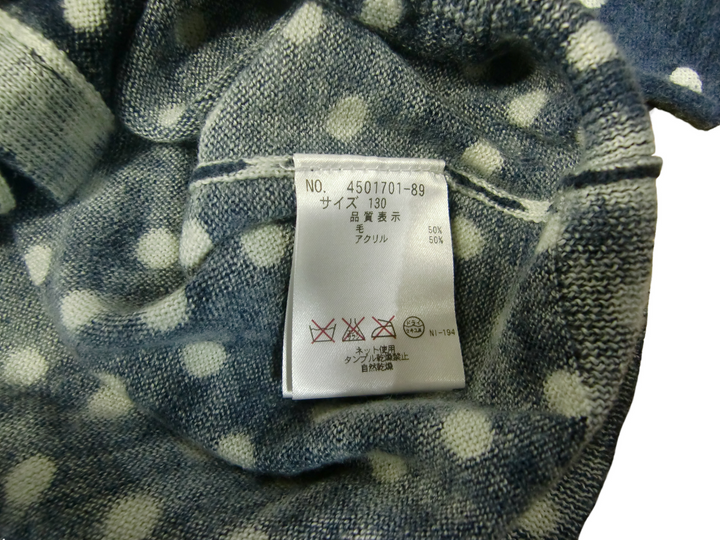 NO. 4501701-89
サイズ 130
品質表示
毛 50%
アクリル 50%
NI-194
ネット使用
タンブル乾燥禁止
自然乾燥